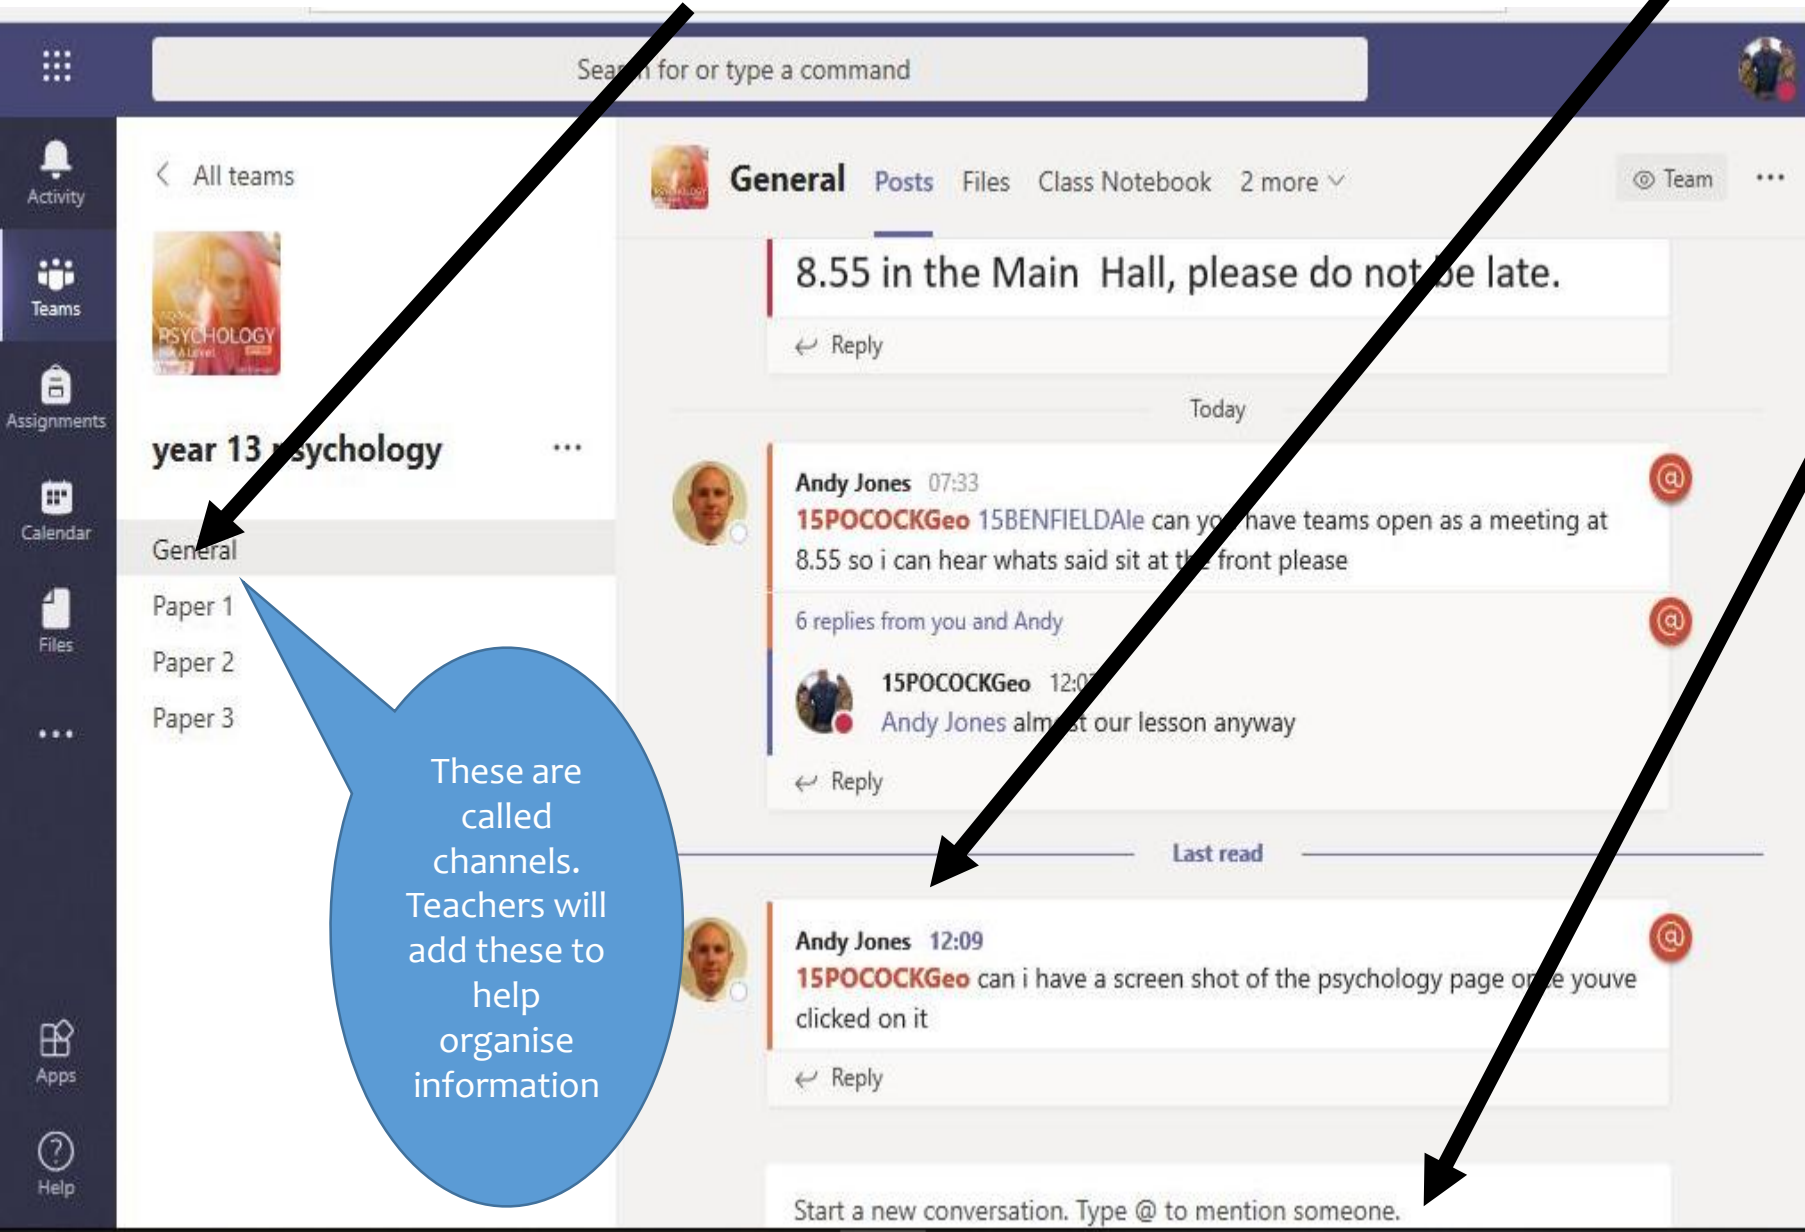 Search for or type a command
Activity
Teams
Assignments
Calendar
Files
Apps
Help
All teams
PSYCHOLOGY
year 13 psychology
General
Paper 1
Paper 2
Paper 3
These are
called
channels.
Teachers will
add these to
help
organise
information
General Posts Files Class Notebook 2 more
Team
8.55 in the Main Hall, please do not be late.
Reply
Today
Andy Jones 07:33
15POCOCKGeo 15BENFIELDAle can you have teams open as a meeting at
8.55 so i can hear whats said sit at the front please
6 replies from you and Andy
15POCOCKGeo
Andy Jones almost our lesson anyway
Reply
Last read
Andy Jones 12:09
15POCOCKGeo can i have a screen shot of the psychology page once youve
clicked on it
Reply
Start a new conversation. Type @ to mention someone.